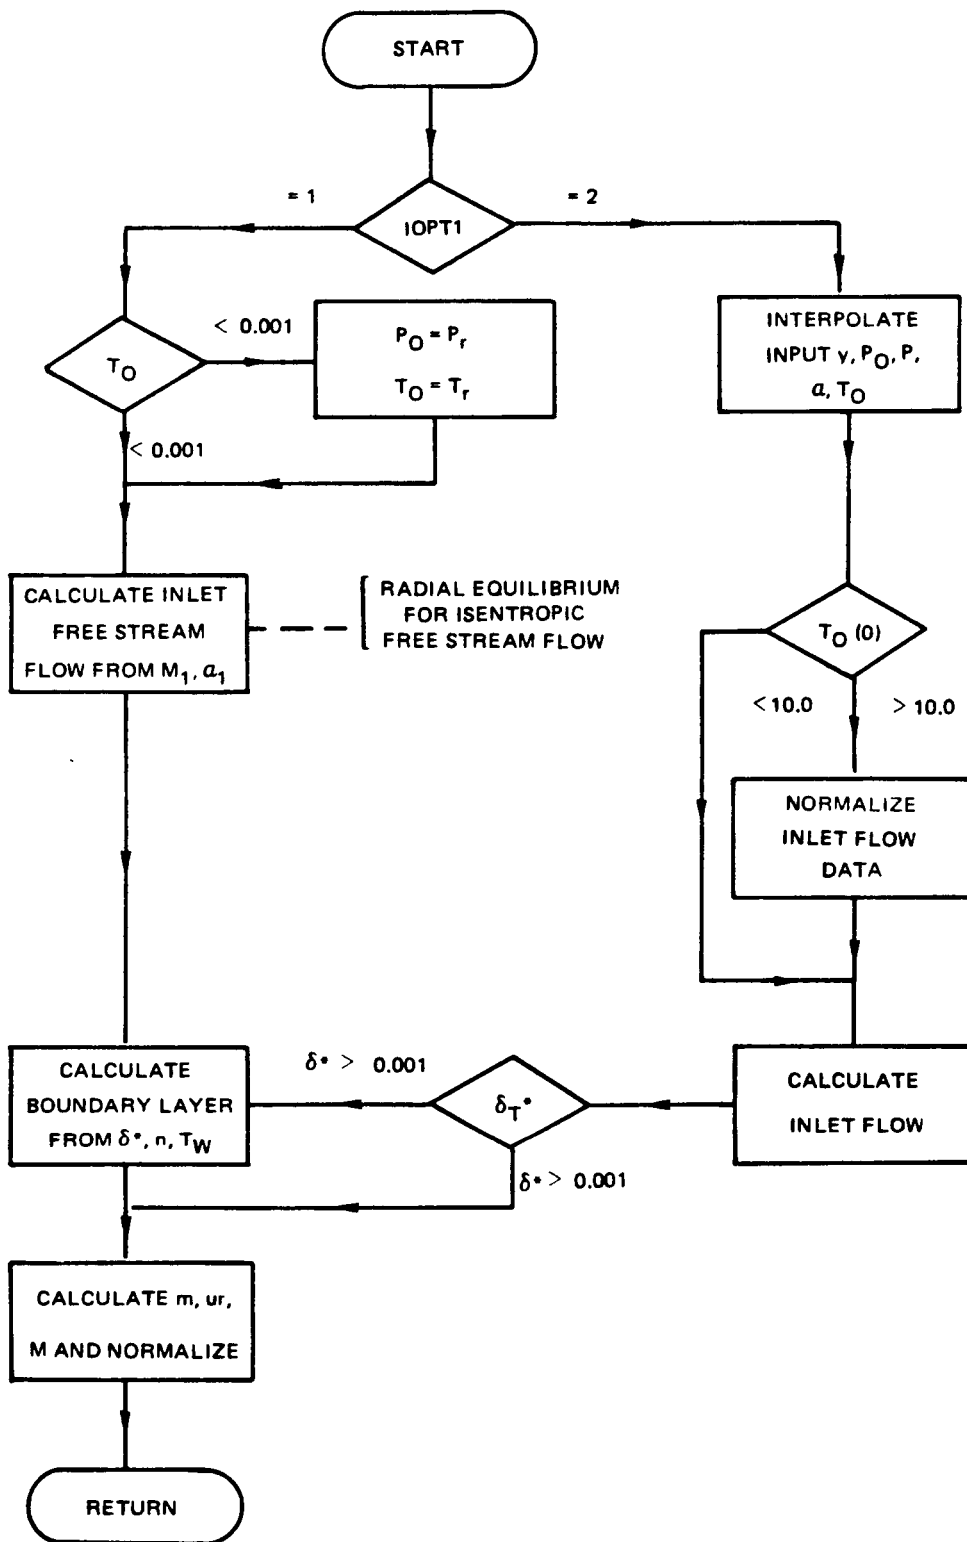 START
= 1
IOPT1
= 2
T_O
< 0.001
P_O = P_r
T_O = T_r
< 0.001
INTERPOLATE
INPUT y, P_O, P,
α, T_O
CALCULATE INLET
FREE STREAM
FLOW FROM M_1, α_1
RADIAL EQUILIBRIUM
FOR ISENTROPIC
FREE STREAM FLOW
T_O (0)
< 10.0
> 10.0
NORMALIZE
INLET FLOW
DATA
CALCULATE
BOUNDARY LAYER
FROM δ*, n, T_W
δ* > 0.001
δ_T*
δ* > 0.001
CALCULATE
INLET FLOW
CALCULATE m, ur,
M AND NORMALIZE
RETURN